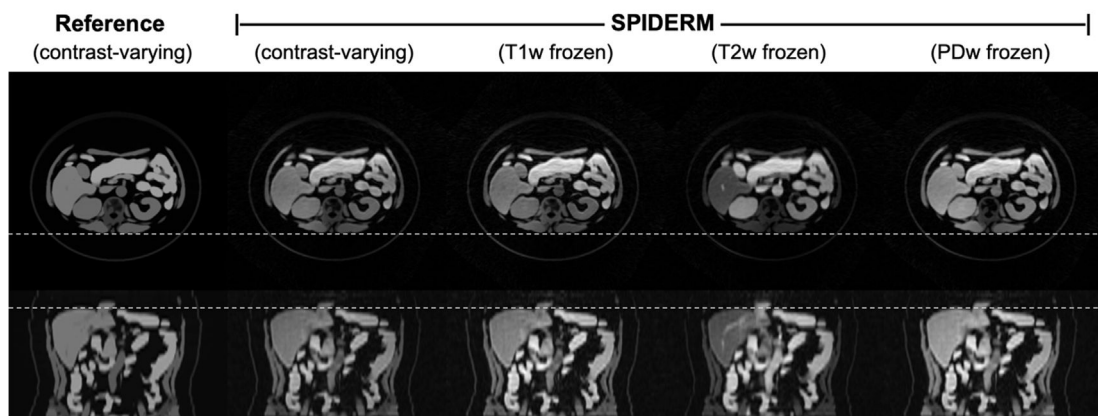 Reference
SPIDERM
(contrast-varying)
(contrast-varying)
(T1w frozen)
(T2w frozen)
(PDw frozen)